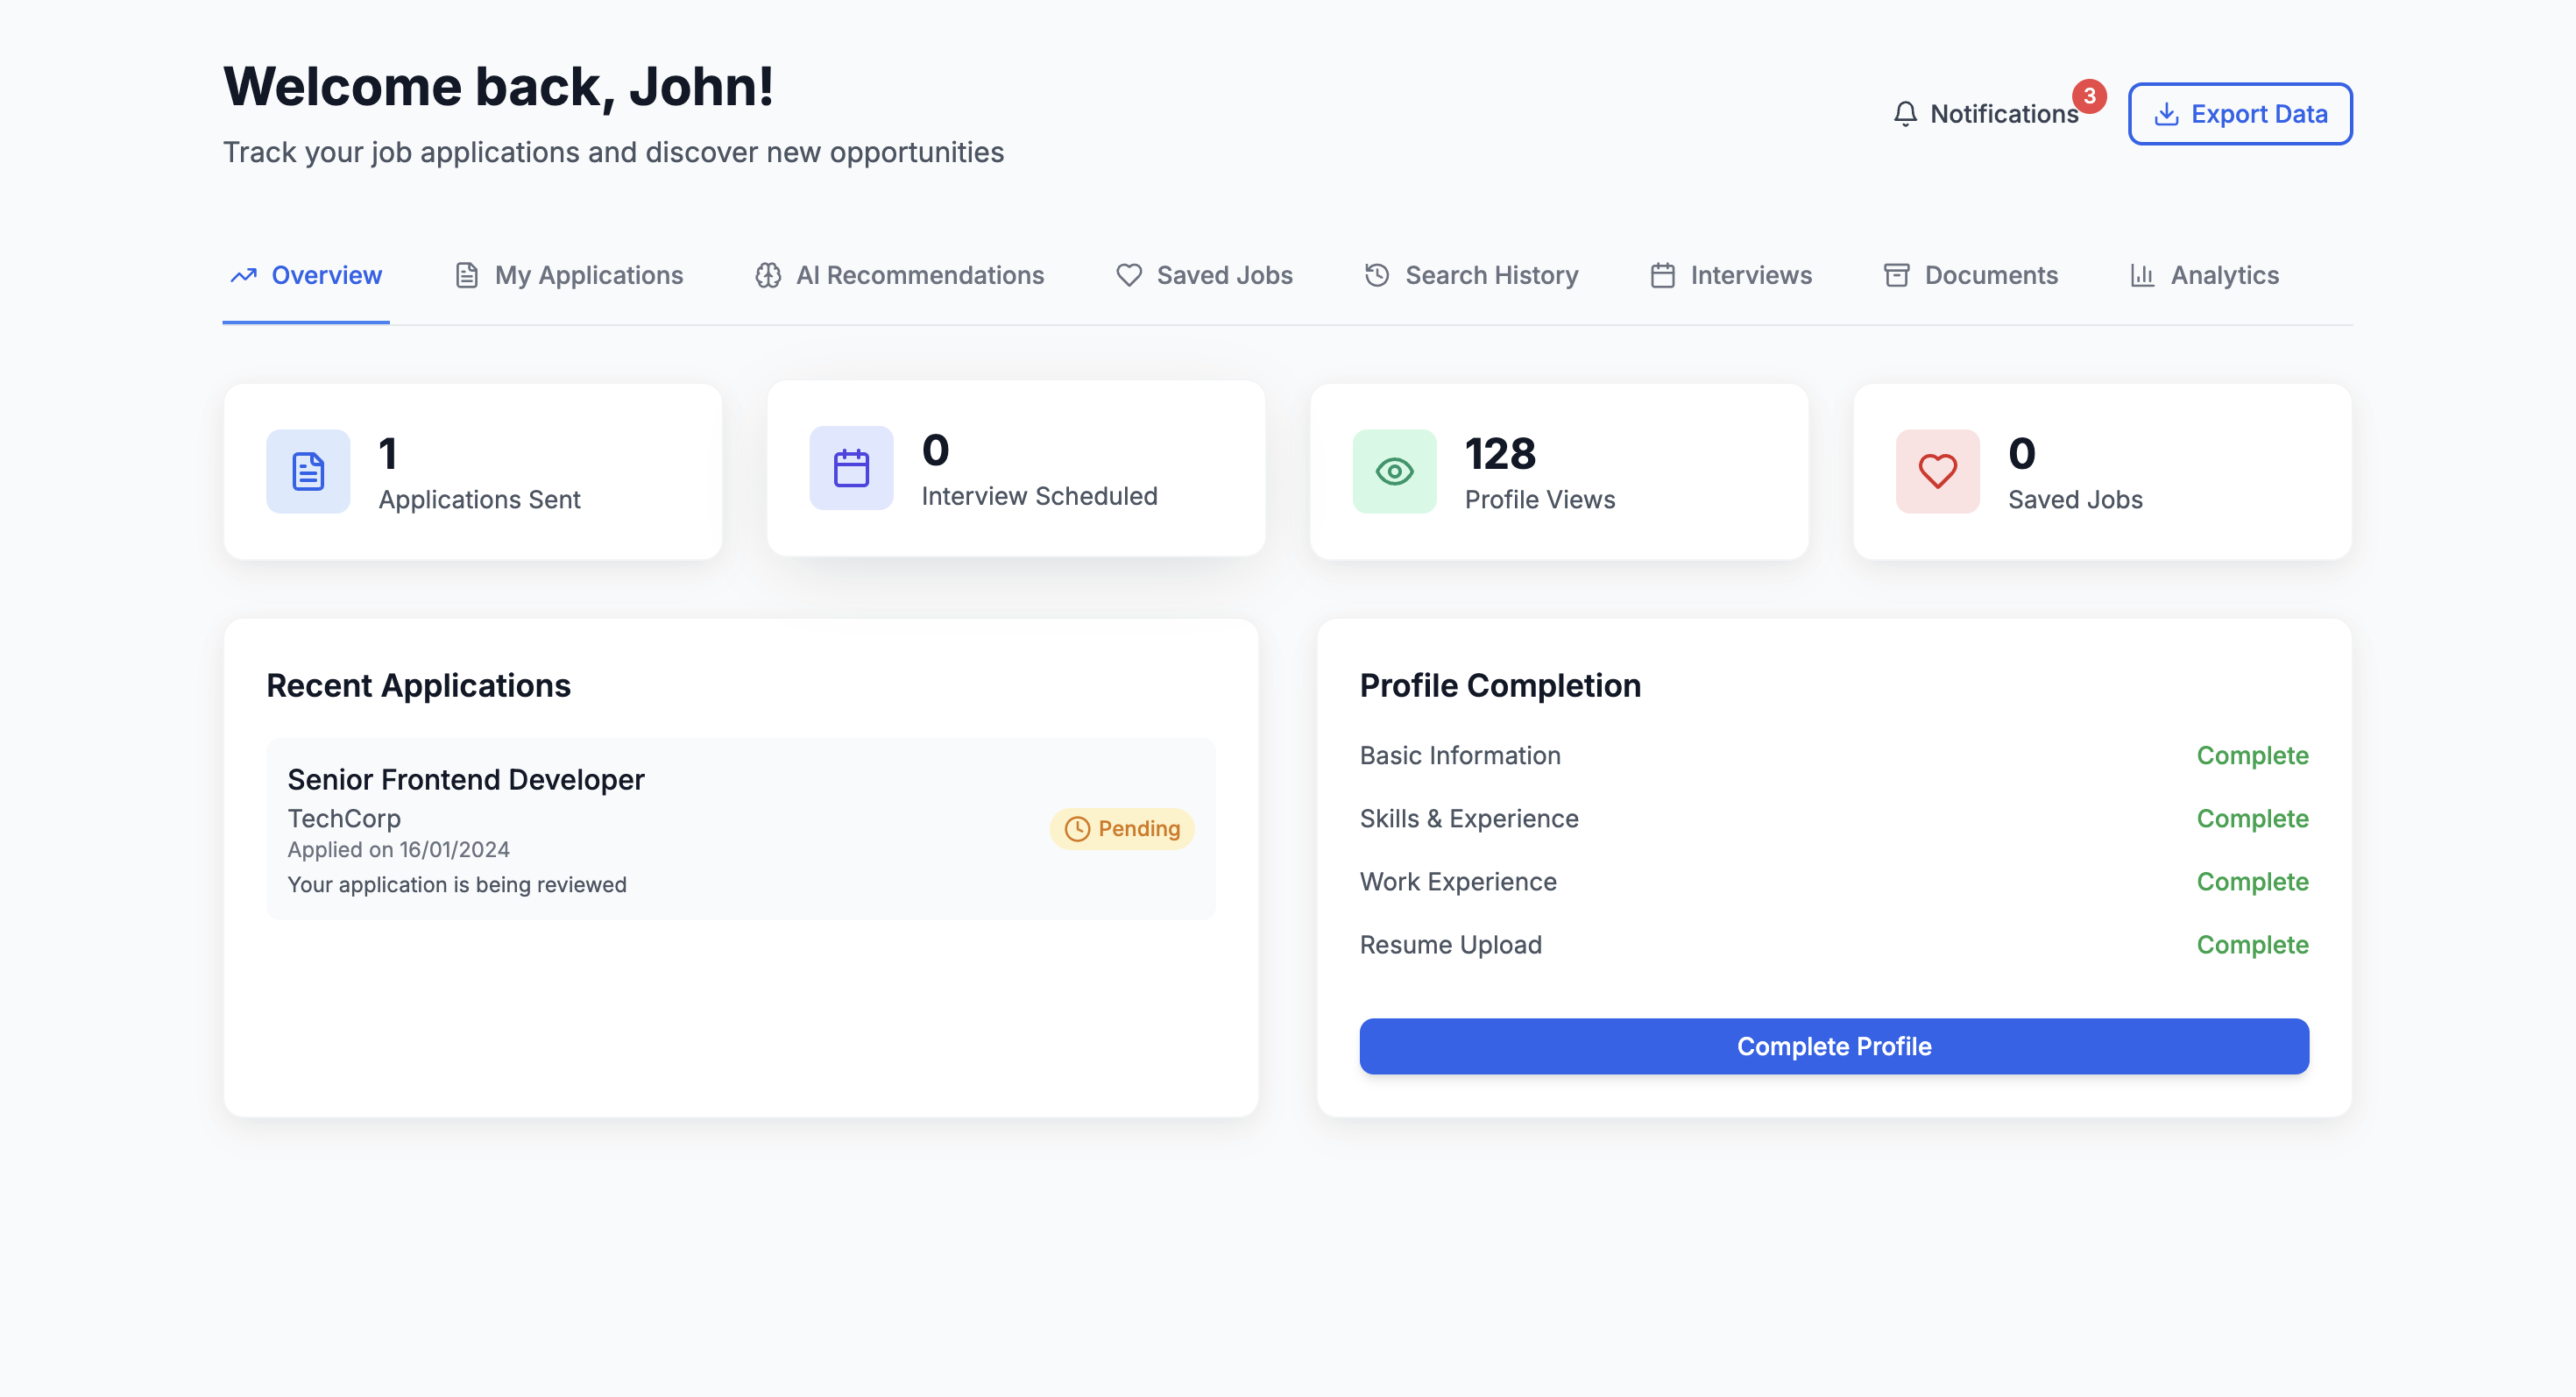 Welcome back, John!
Track your job applications and discover new opportunities
Notifications
3
Export Data
Overview
My Applications
AI Recommendations
Saved Jobs
Search History
Interviews
Documents
Analytics
1
Applications Sent
0
Interview Scheduled
128
Profile Views
0
Saved Jobs
Recent Applications
Senior Frontend Developer
TechCorp
Applied on 16/01/2024
Your application is being reviewed
Pending
Profile Completion
Basic Information
Complete
Skills & Experience
Complete
Work Experience
Complete
Resume Upload
Complete
Complete Profile